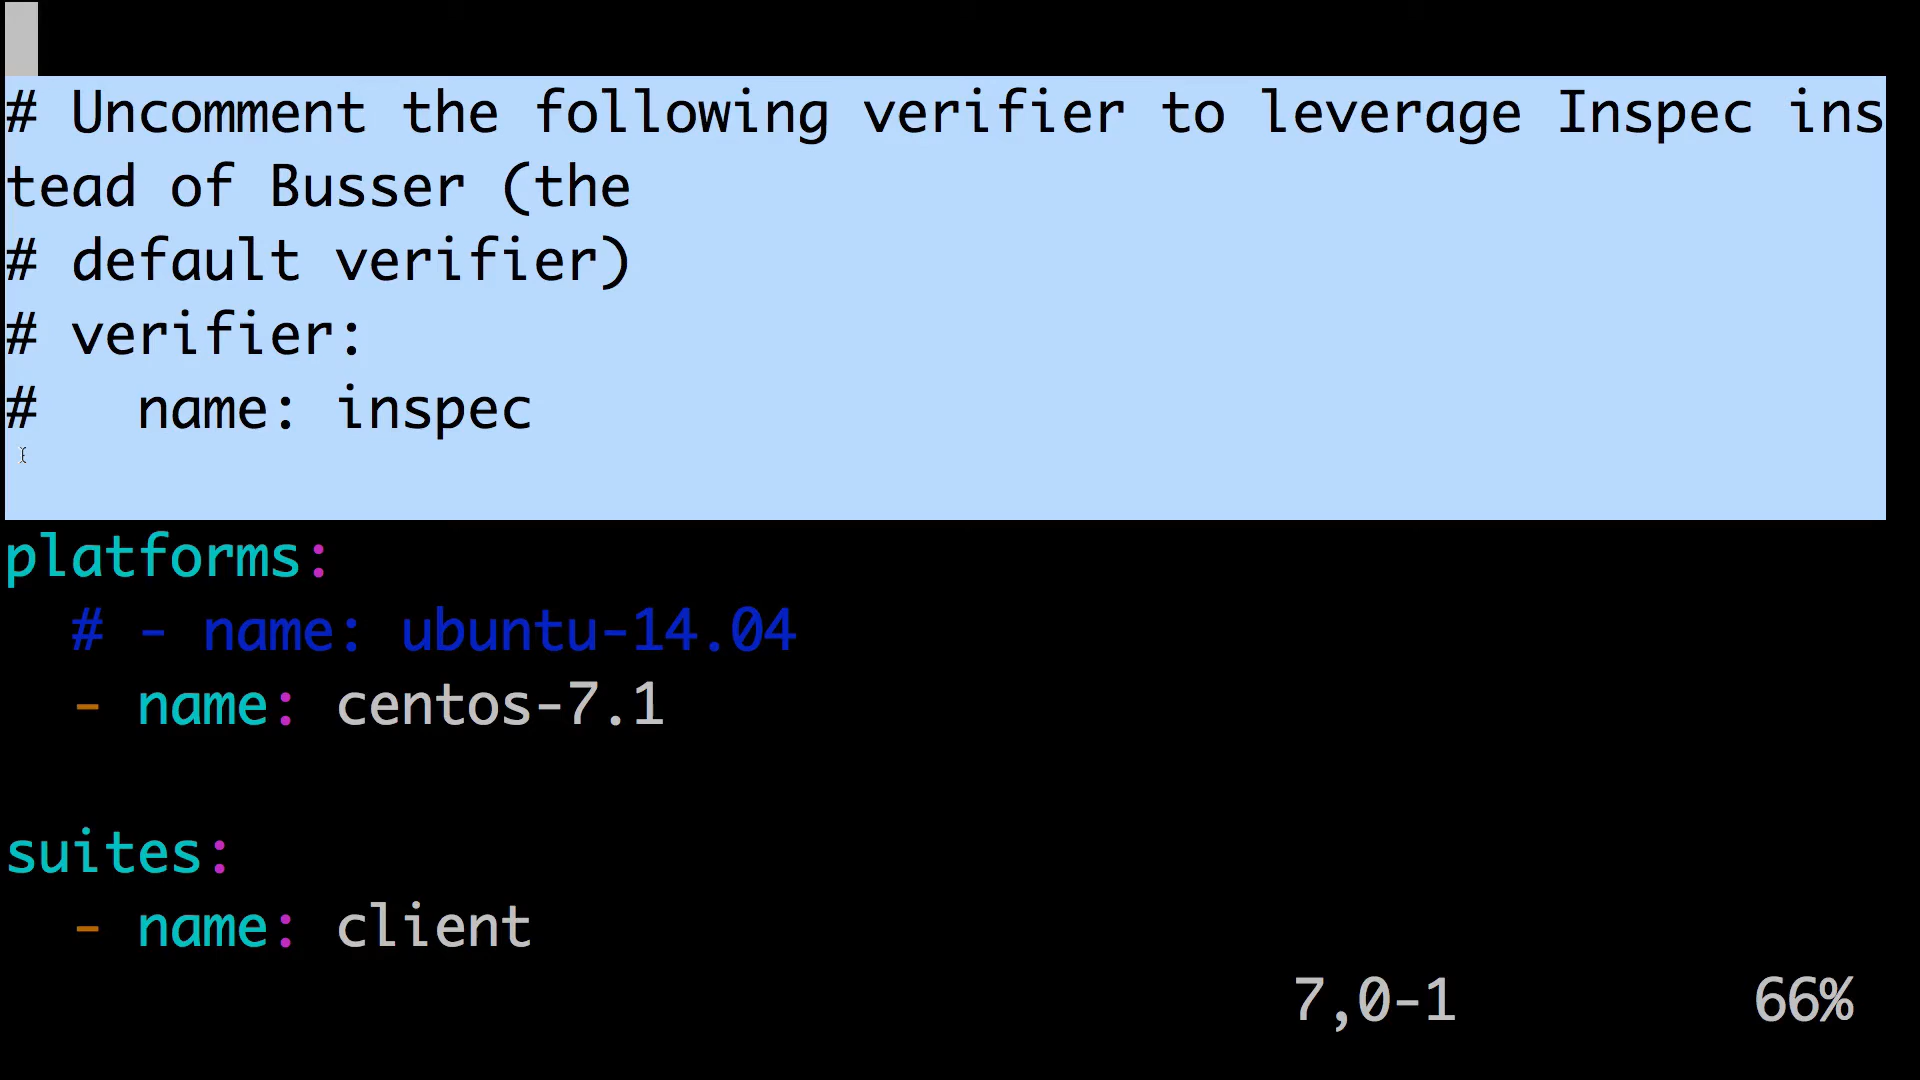 # Uncomment the following verifier to leverage Inspec ins
tead of Busser (the
# default verifier)
# verifier:
#   name: inspec
platforms:
  # - name: ubuntu-14.04
  - name: centos-7.1
suites:
  - name: client
7,0-1 66%